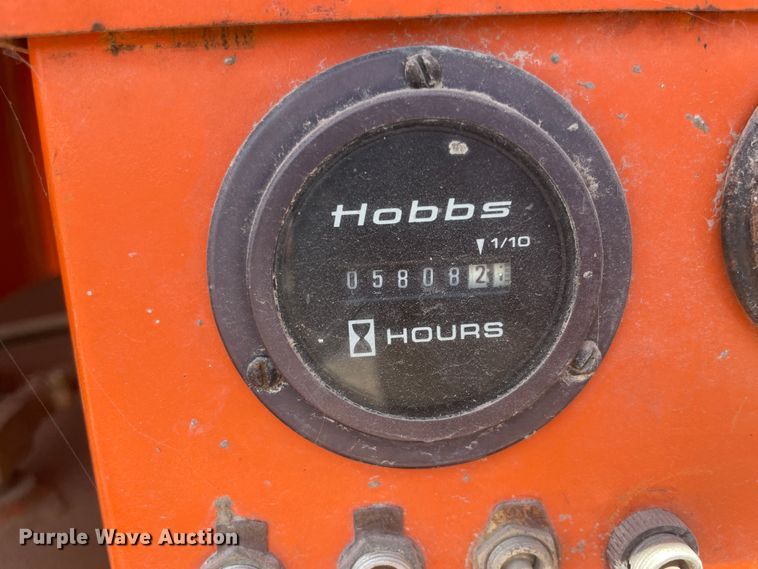 Hobbs
1/10
058082
HOURS
Purple Wave Auction